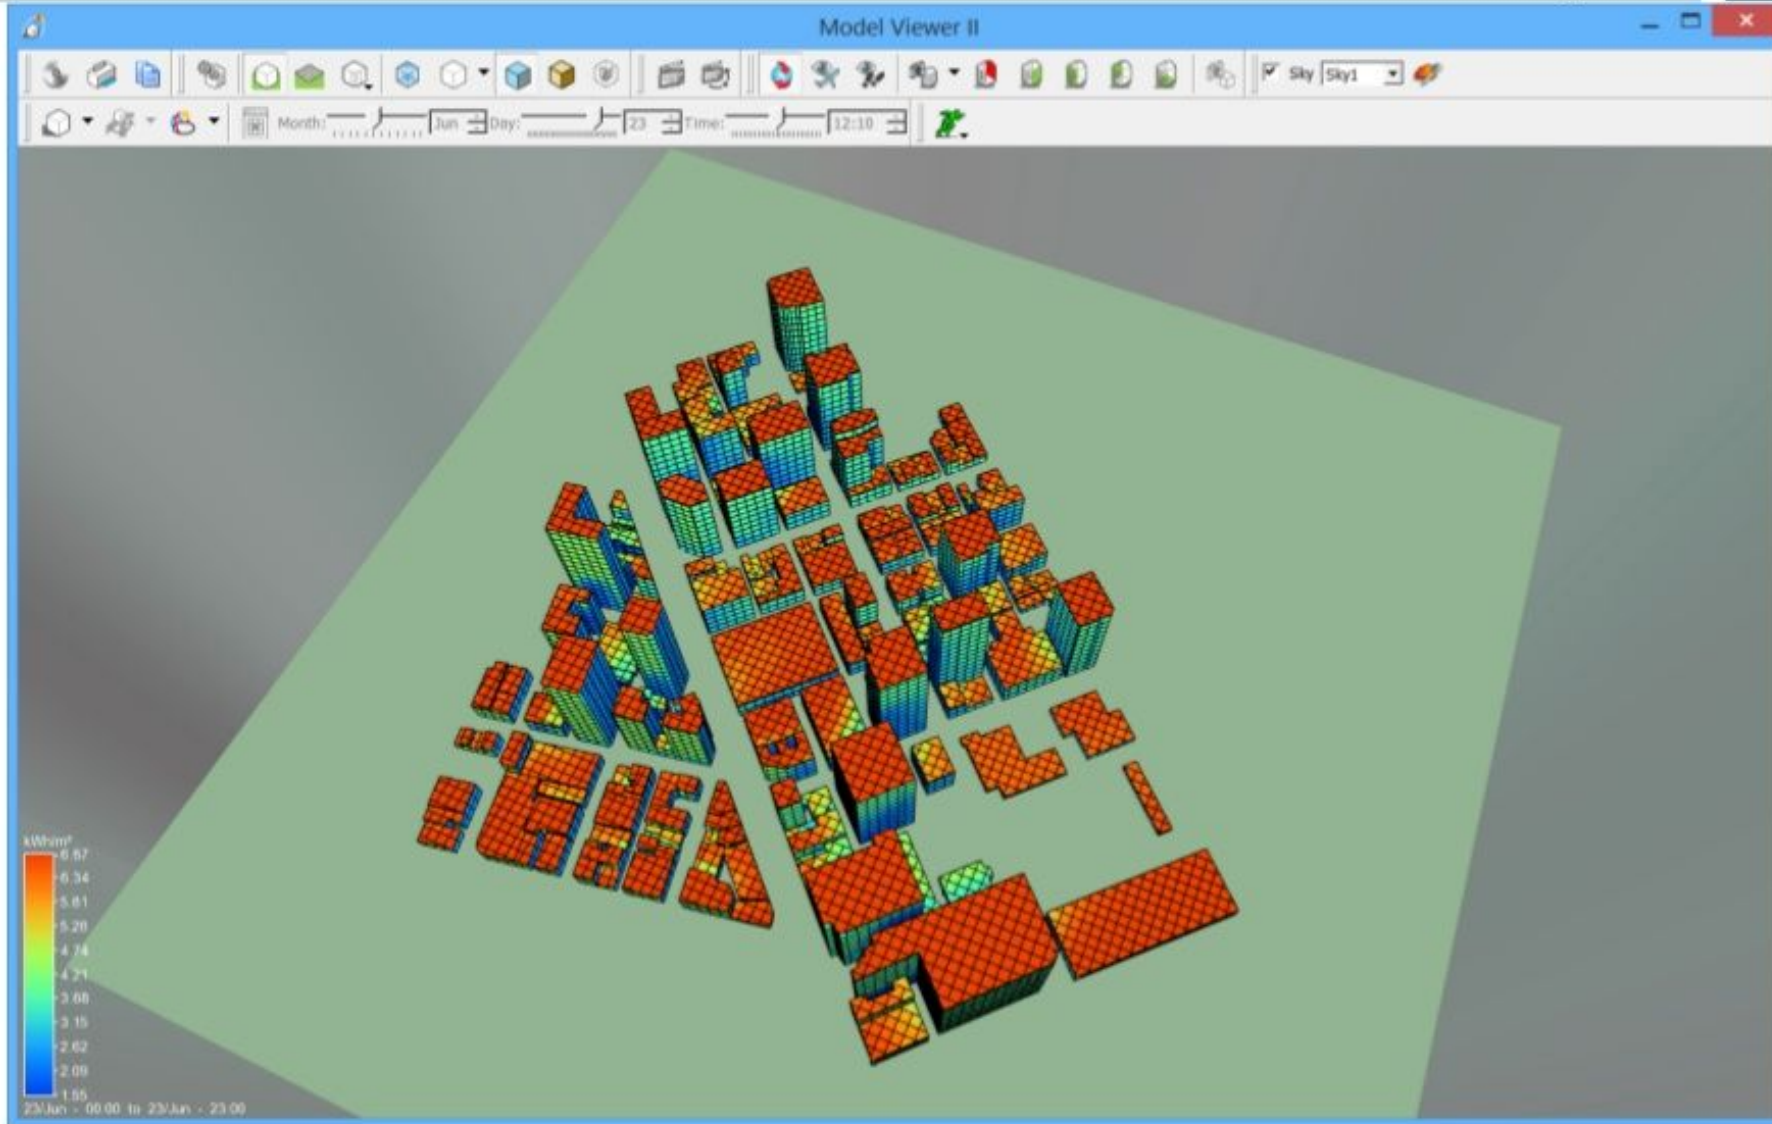 Model Viewer II
Sky Sky1
Month: Jun Day: 23 Time: 12:10
kWh/m²
6.87
6.34
5.81
5.28
4.74
4.21
3.68
3.15
2.62
2.09
1.55
23/Jun - 00:00 to 23/Jun - 23:00